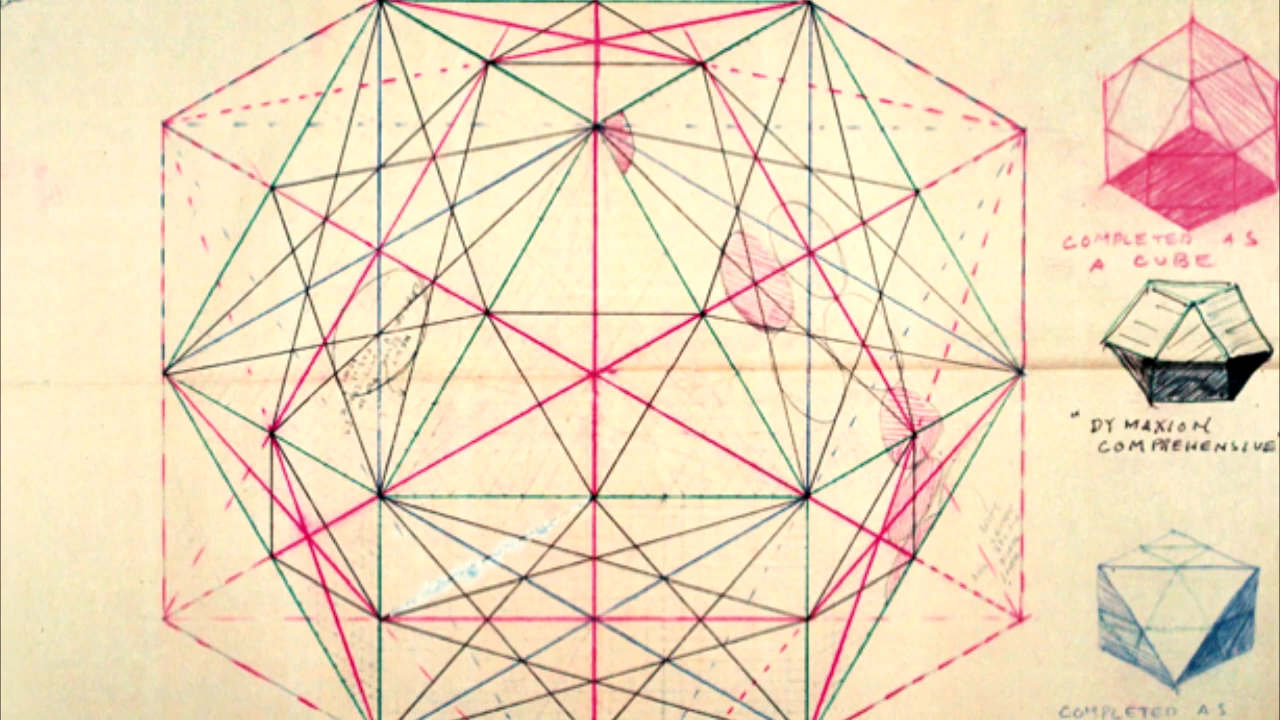 COMPLETED AS
A CUBE
"DYMAXION
COMPREHENSIVE"
COMPLETED AS